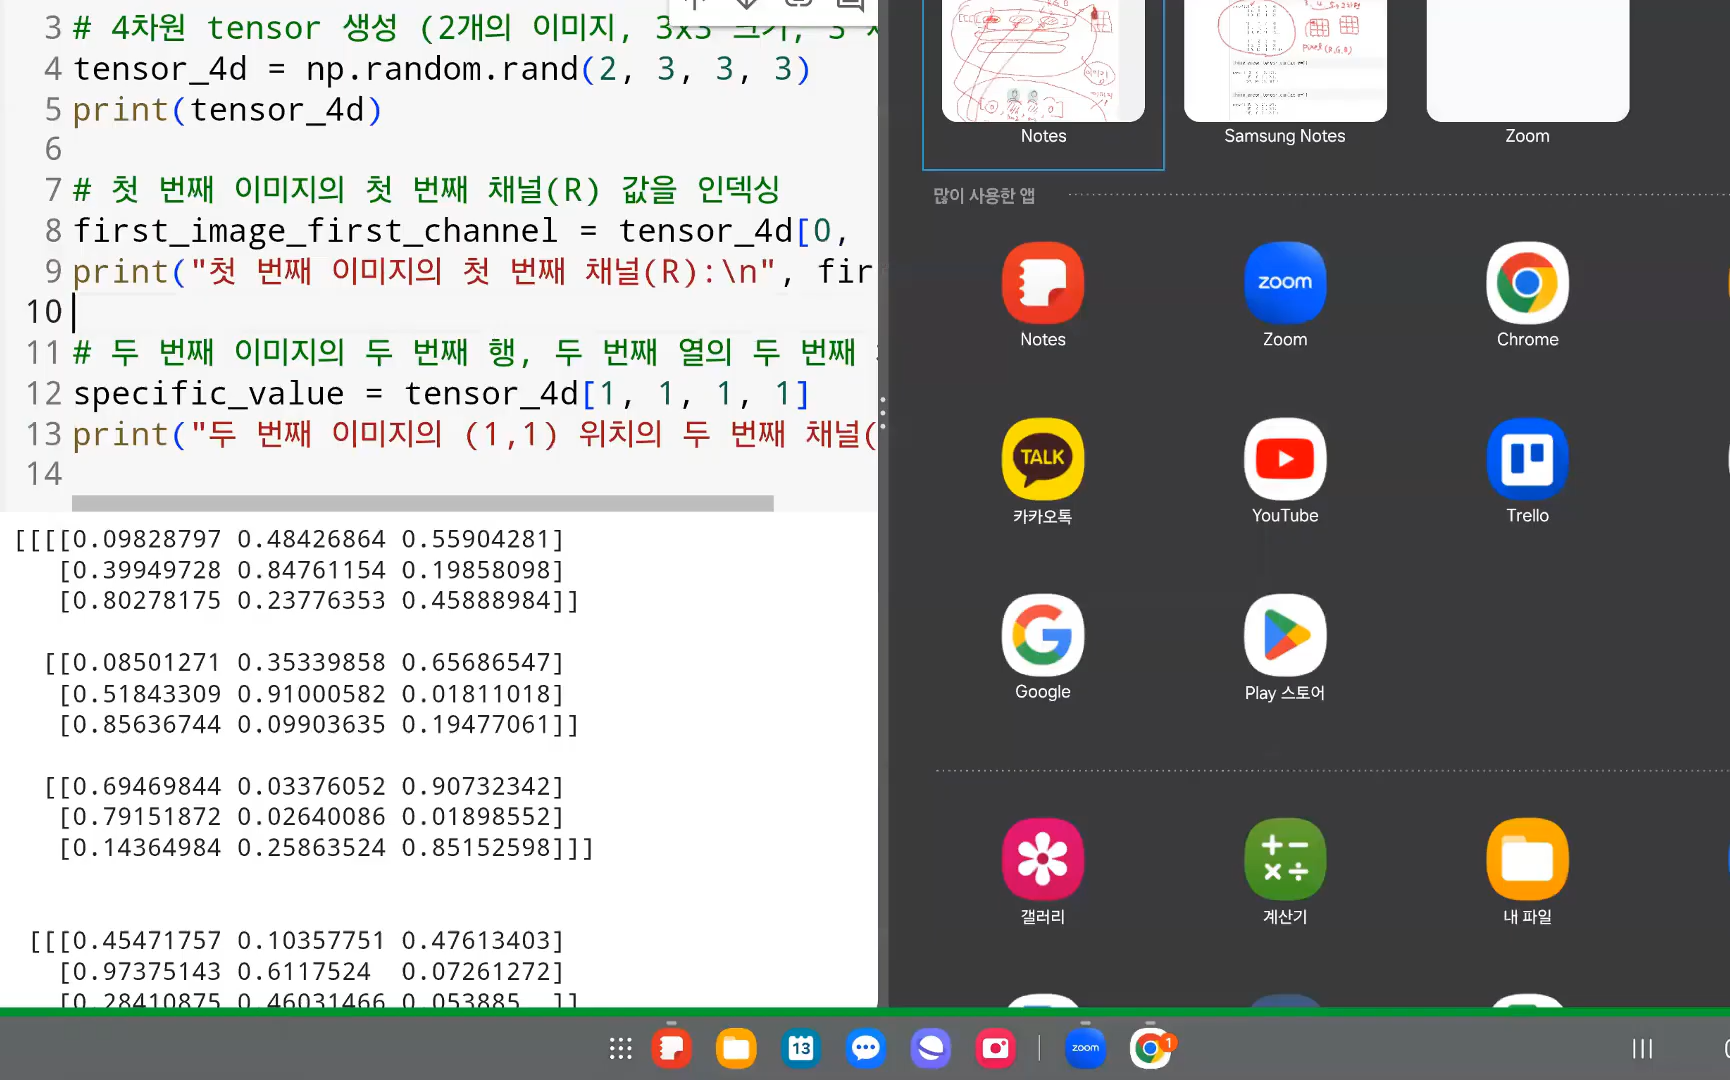 3 # 4차원 tensor 생성 (2개의 이미지, 3x3 크기, 3
4 tensor_4d = np.random.rand(2, 3, 3, 3)
5 print(tensor_4d)
6
7 # 첫 번째 이미지의 첫 번째 채널(R) 값을 인덱싱
8 first_image_first_channel = tensor_4d[0,
9 print("첫 번째 이미지의 첫 번째 채널(R):\n", fir
10
11 # 두 번째 이미지의 두 번째 행, 두 번째 열의 두 번째
12 specific_value = tensor_4d[1, 1, 1, 1]
13 print("두 번째 이미지의 (1,1) 위치의 두 번째 채널(
14
[[[[0.09828797 0.48426864 0.55904281]
[0.39949728 0.84761154 0.19858098]
[0.80278175 0.23776353 0.45888984]]
[[0.08501271 0.35339858 0.65686547]
[0.51843309 0.91000582 0.01811018]
[0.85636744 0.09903635 0.19477061]]
[[0.69469844 0.03376052 0.90732342]
[0.79151872 0.02640086 0.01898552]
[0.14364984 0.25863524 0.85152598]]]
[[[0.45471757 0.10357751 0.47613403]
[0.97375143 0.6117524 0.07261272]
[0.28410875 0.46031466 0.053885 ]]
pixel (R,G,B)
Notes
Samsung Notes
Zoom
많이 사용한 앱
zoom
Notes
Zoom
Chrome
TALK
카카오톡
YouTube
Trello
Google
Play 스토어
갤러리
계산기
내 파일
13
zoom
1